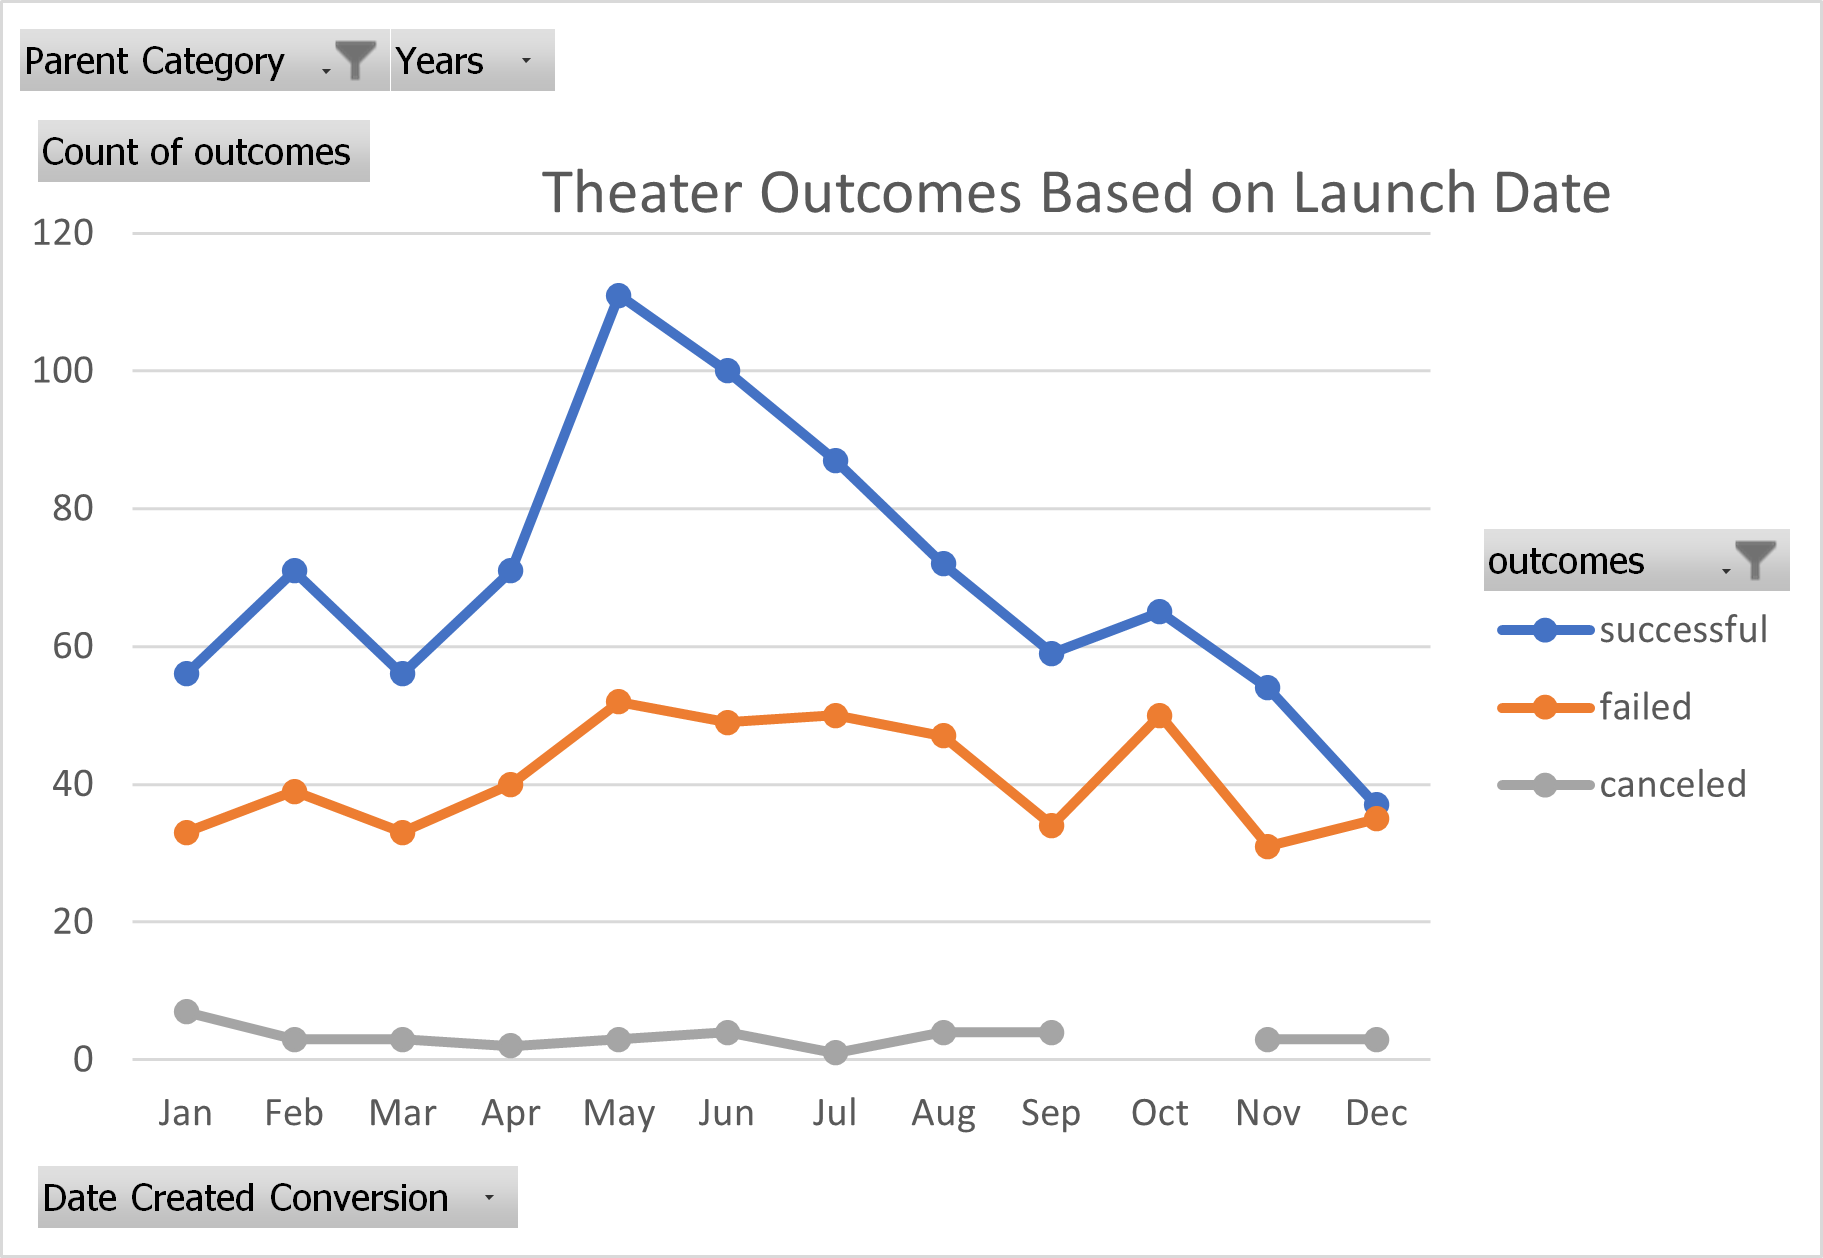 Parent Category
Years
Count of outcomes
Theater Outcomes Based on Launch Date
120
100
80
60
40
20
0
Jan Feb Mar Apr May Jun Jul Aug Sep Oct Nov Dec
outcomes
successful
failed
canceled
Date Created Conversion